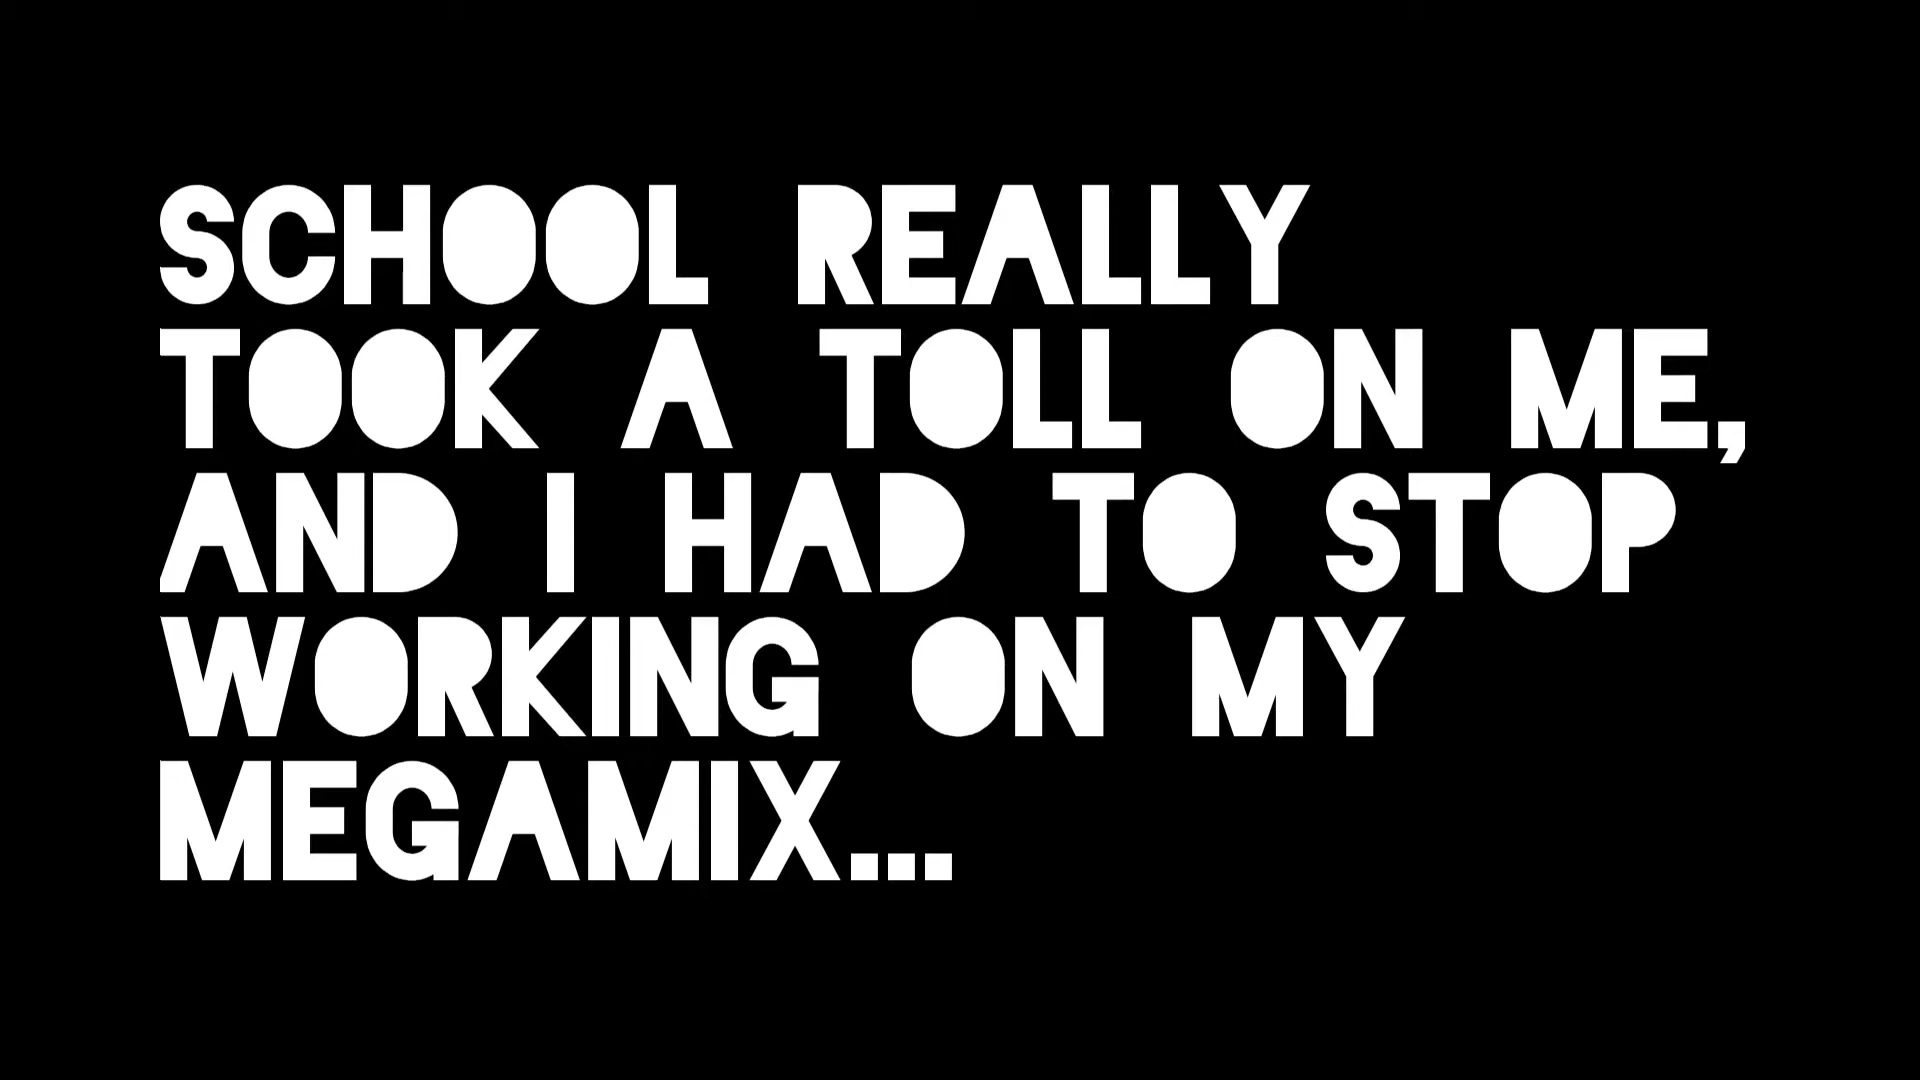 SCHOOL REALLY
TOOK A TOLL ON ME,
AND I HAD TO STOP
WORKING ON MY
MEGAMIX...